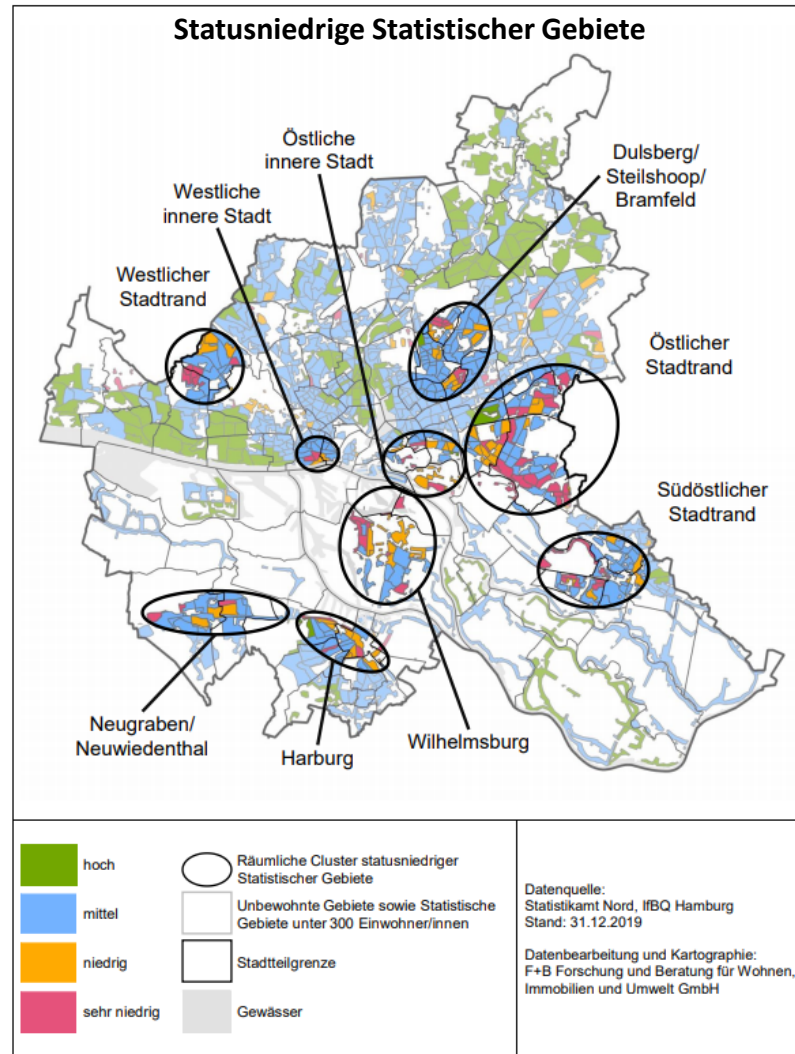 Statusniedrige Statistischer Gebiete
Östliche
innere Stadt
Dulsberg/
Steilshoop/
Bramfeld
Westliche
innere Stadt
Westlicher
Stadtrand
Östlicher
Stadtrand
Südöstlicher
Stadtrand
Neugraben/
Neuwiedenthal
Harburg
Wilhelmsburg
hoch
mittel
niedrig
sehr niedrig
Räumliche Cluster statusniedriger
Statistischer Gebiete
Unbewohnte Gebiete sowie Statistische
Gebiete unter 300 Einwohner/innen
Stadtteilgrenze
Gewässer
Datenquelle:
Statistikamt Nord, IfBQ Hamburg
Stand: 31.12.2019
Datenbearbeitung und Kartographie:
F+B Forschung und Beratung für Wohnen,
Immobilien und Umwelt GmbH